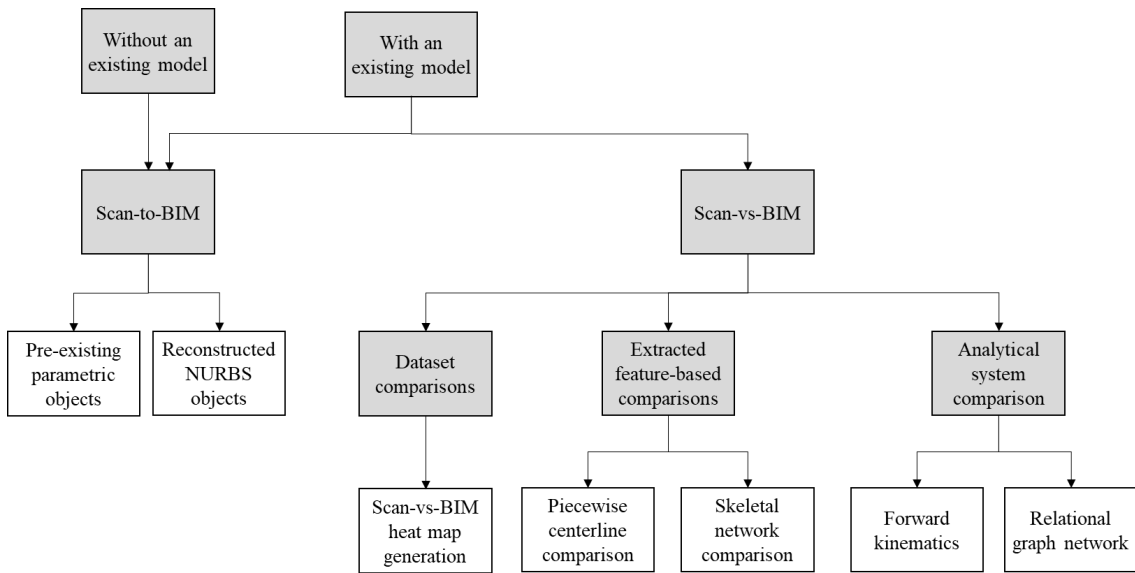 Without an
existing model
With an
existing model
Scan-to-BIM
Scan-vs-BIM
Pre-existing
parametric
objects
Reconstructed
NURBS
objects
Dataset
comparisons
Extracted
feature-based
comparisons
Analytical
system
comparison
Scan-vs-BIM
heat map
generation
Piecewise
centerline
comparison
Skeletal
network
comparison
Forward
kinematics
Relational
graph network